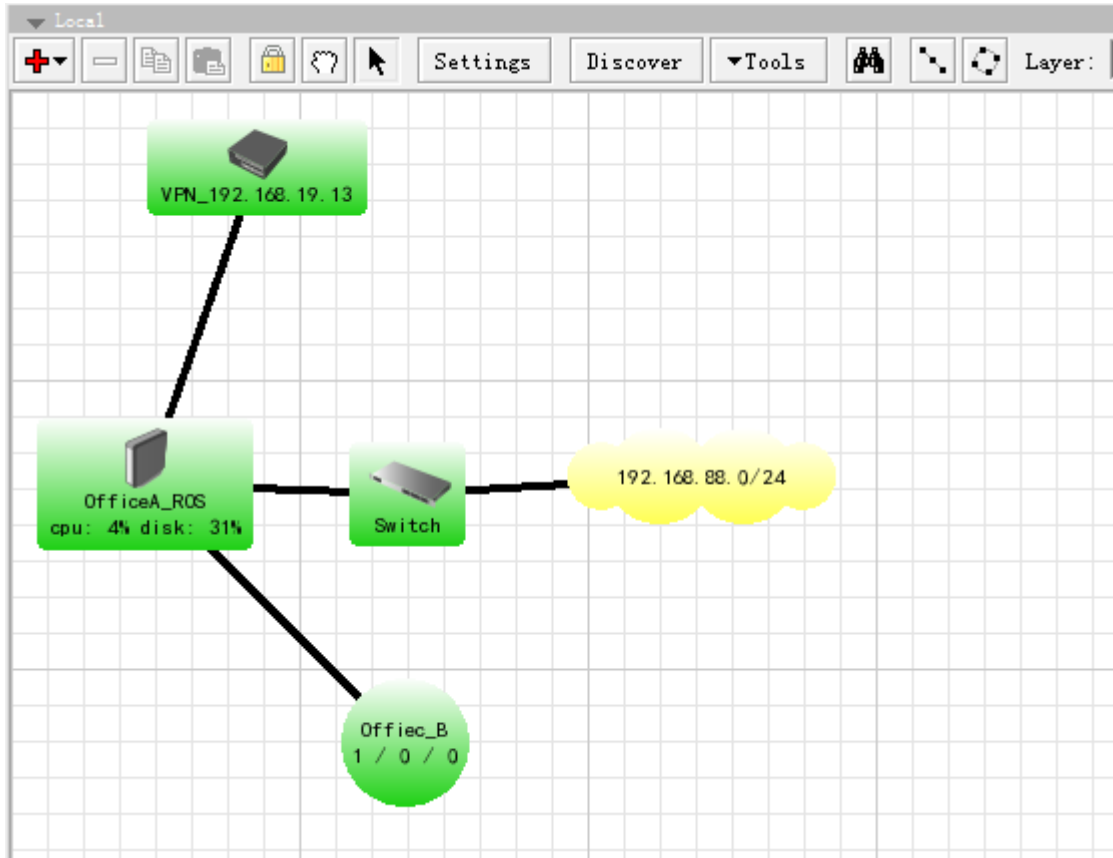 Local
Settings Discover Tools Layer:
VPN_192.168.19.13
OfficeA_ROS
cpu: 4% disk: 31%
Switch
192.168.88.0/24
Offiec_B
1 / 0 / 0